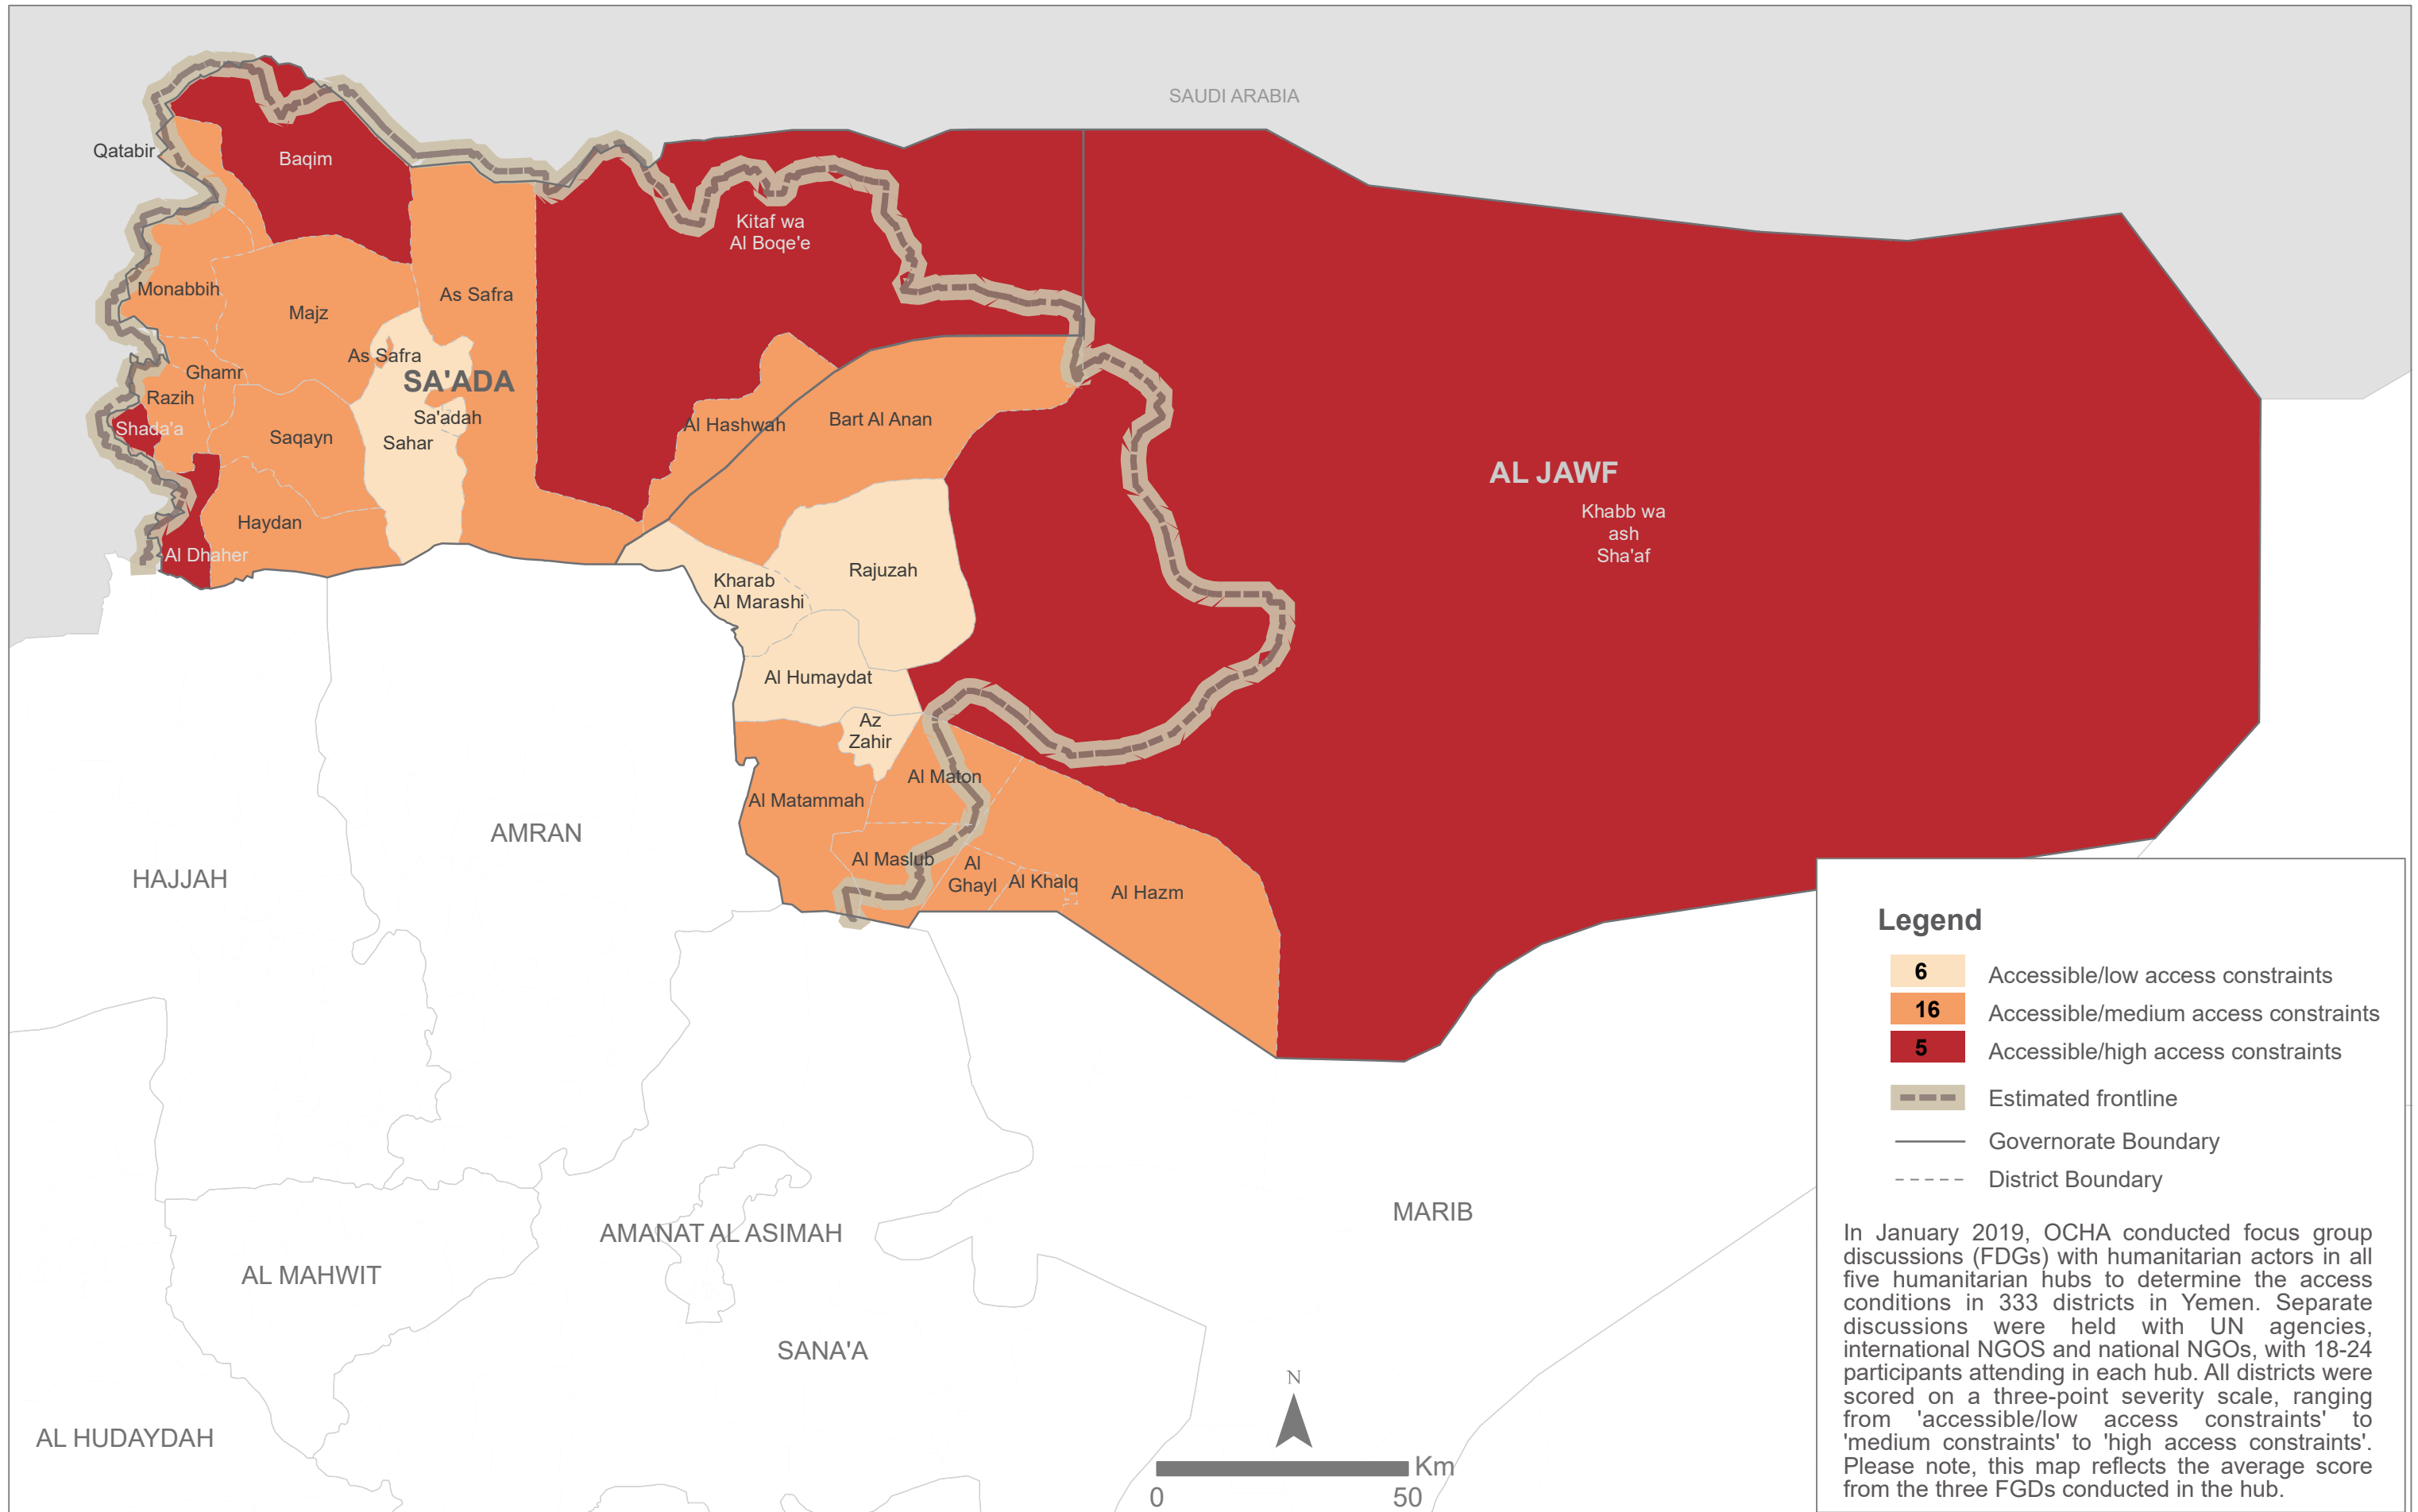 SAUDI ARABIA
Qatabir
Baqim
Kitaf wa
Al Boqe'e
Monabbih
Majz
As Safra
As Safra
Ghamr
SA'ADA
Razih
Shada'a
Sa'adah
Saqayn
Sahar
Al Hashwah
Bart Al Anan
AL JAWF
Khabb wa
ash
Sha'af
Haydan
Al Dhaher
Kharab
Al Marashi
Rajuzah
Al Humaydat
Az
Zahir
Al Maton
Al Matammah
AMRAN
HAJJAH
Al Maslub
Al
Ghayl
Al Khalq
Al Hazm
AMANAT AL ASIMAH
MARIB
AL MAHWIT
SANA'A
AL HUDAYDAH
N
Km
0 50
Legend
6 Accessible/low access constraints
16 Accessible/medium access constraints
5 Accessible/high access constraints
Estimated frontline
Governorate Boundary
District Boundary
In January 2019, OCHA conducted focus group
discussions (FDGs) with humanitarian actors in all
five humanitarian hubs to determine the access
conditions in 333 districts in Yemen. Separate
discussions were held with UN agencies,
international NGOS and national NGOs, with 18-24
participants attending in each hub. All districts were
scored on a three-point severity scale, ranging
from 'accessible/low access constraints' to
'medium constraints' to 'high access constraints'.
Please note, this map reflects the average score
from the three FGDs conducted in the hub.